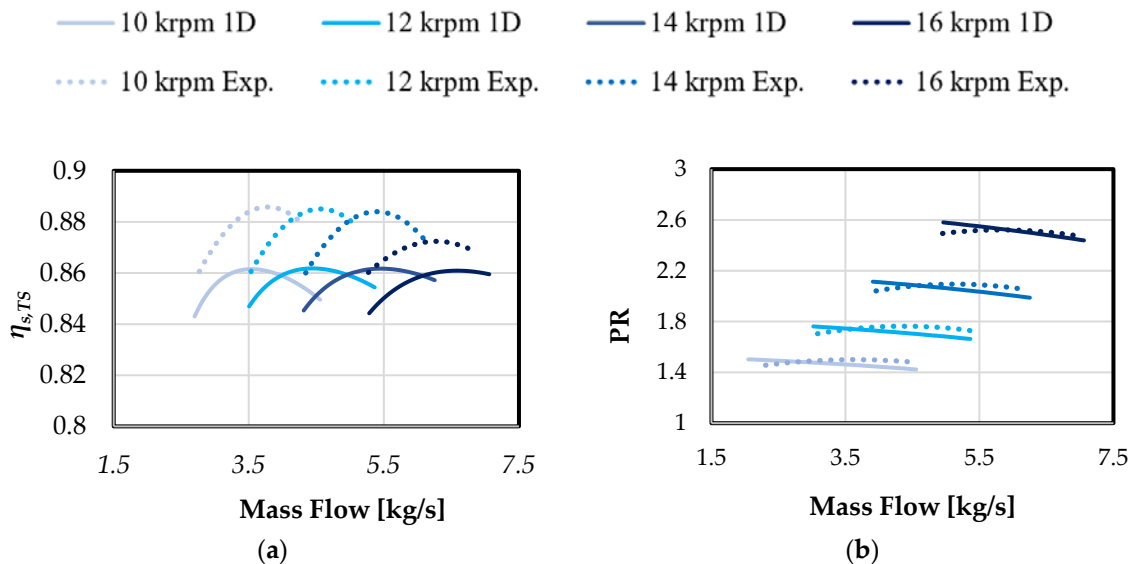 10 krpm 1D 12 krpm 1D 14 krpm 1D 16 krpm 1D
10 krpm Exp. 12 krpm Exp. 14 krpm Exp. 16 krpm Exp.
0.9
0.88
0.86
0.84
0.82
0.8
ηs,TS
1.5 3.5 5.5 7.5
Mass Flow [kg/s]
(a)
3
2.6
2.2
1.8
1.4
1
PR
1.5 3.5 5.5 7.5
Mass Flow [kg/s]
(b)